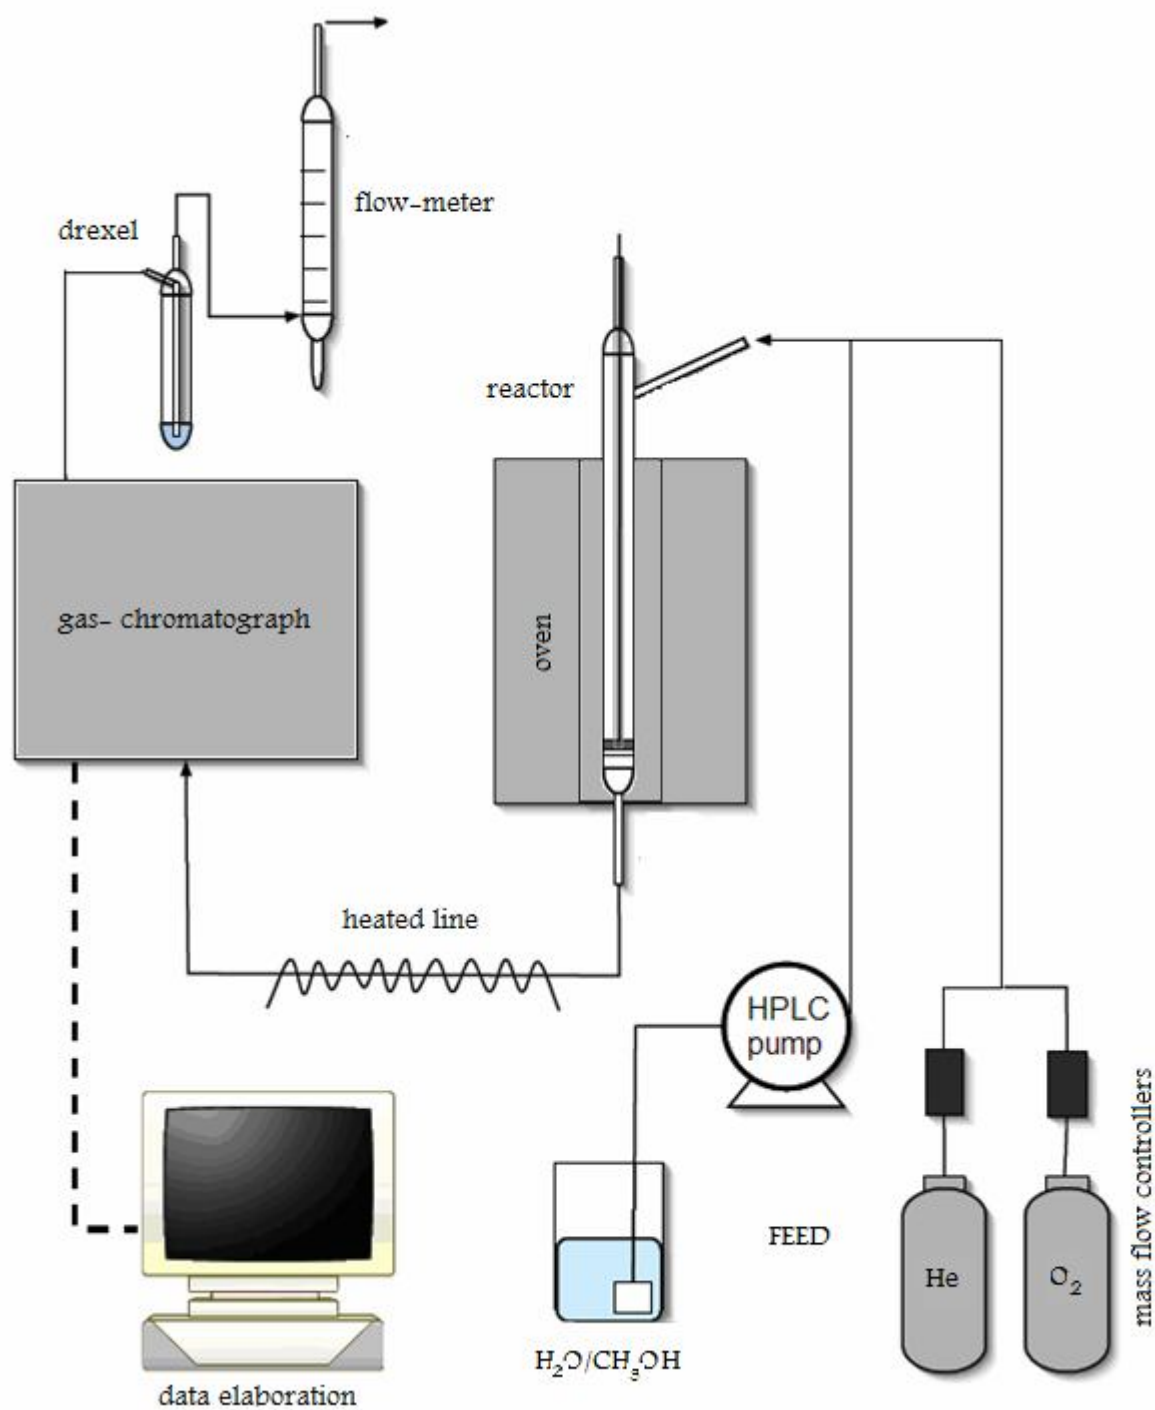 flow-meter
drexel
reactor
gas- chromatograph
oven
heated line
HPLC
pump
mass flow controllers
FEED
He
O₂
H₂O/CH₃OH
data elaboration